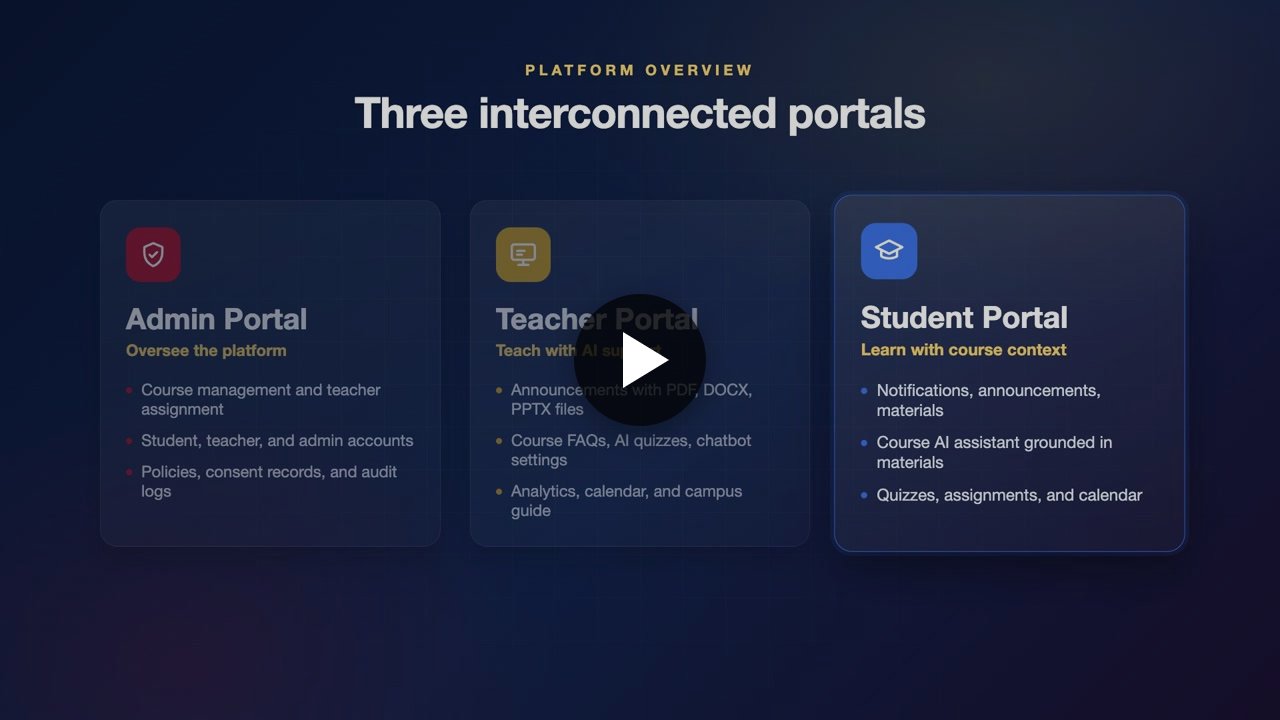 PLATFORM OVERVIEW
Three interconnected portals
Admin Portal
Oversee the platform
Course management and teacher
assignment
Student, teacher, and admin accounts
Policies, consent records, and audit
logs
Teacher Portal
Teach with AI support
Announcements with PDF, DOCX,
PPTX files
Course FAQs, AI quizzes, chatbot
settings
Analytics, calendar, and campus
guide
Student Portal
Learn with course context
Notifications, announcements,
materials
Course AI assistant grounded in
materials
Quizzes, assignments, and calendar